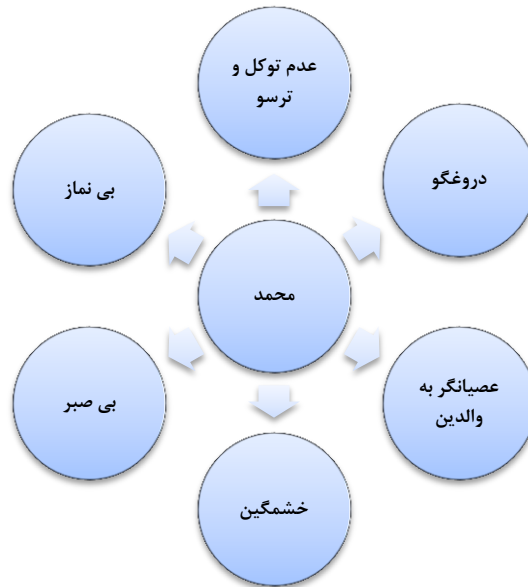 عدم توکل و
ترسو
دروغگو
بی نماز
محمد
عصیانگر به
والدین
بی صبر
خشمگین